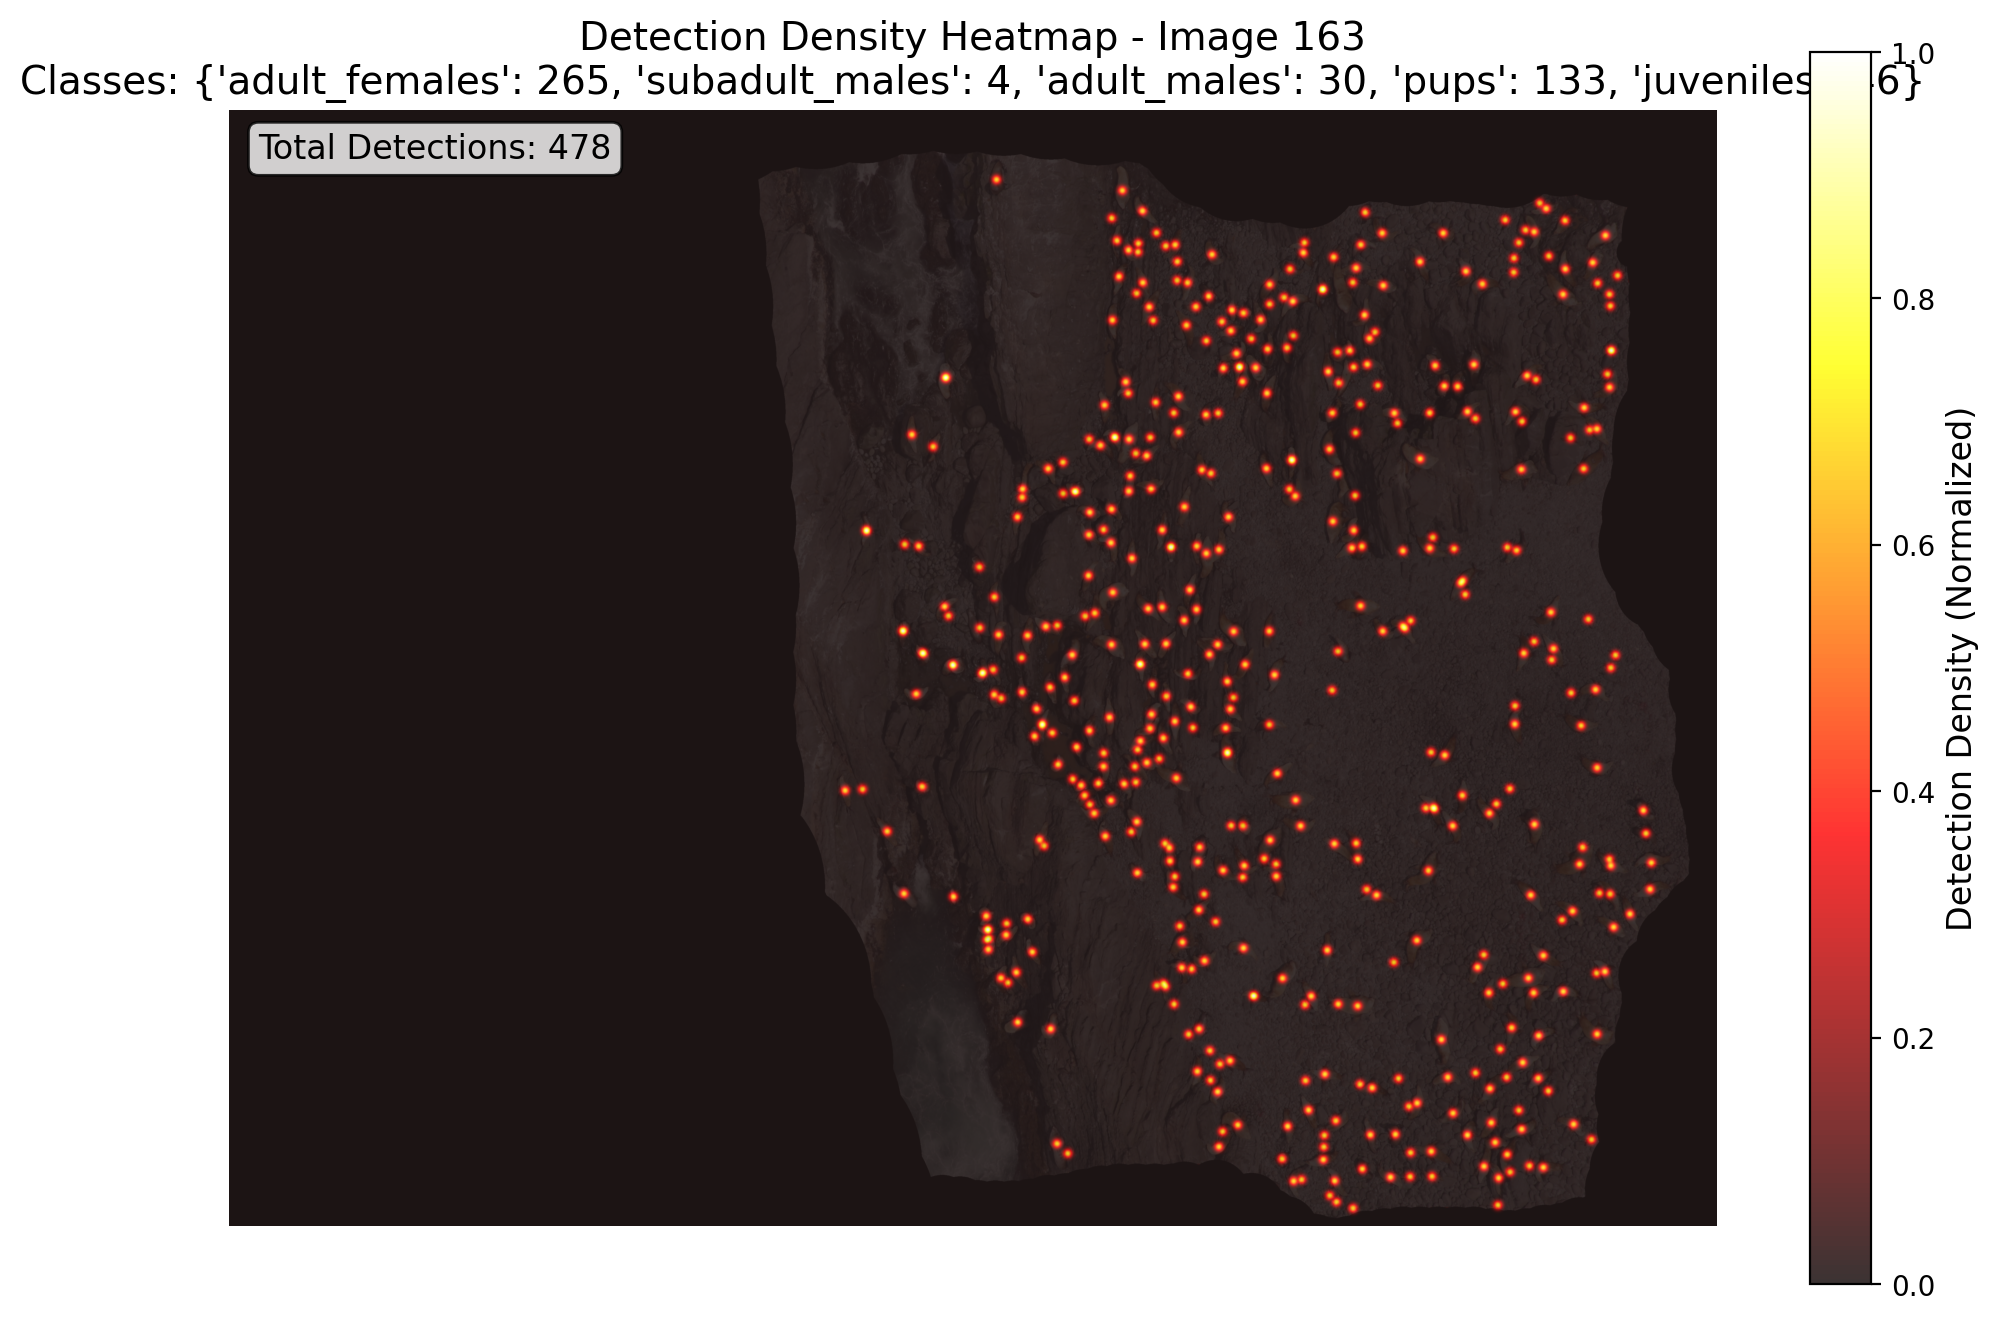 Detection Density Heatmap - Image 163
Classes: {'adult_females': 265, 'subadult_males': 4, 'adult_males': 30, 'pups': 133, 'juveniles 6}
Total Detections: 478
1.0
0.8
0.6
0.4
0.2
0.0
Detection Density (Normalized)